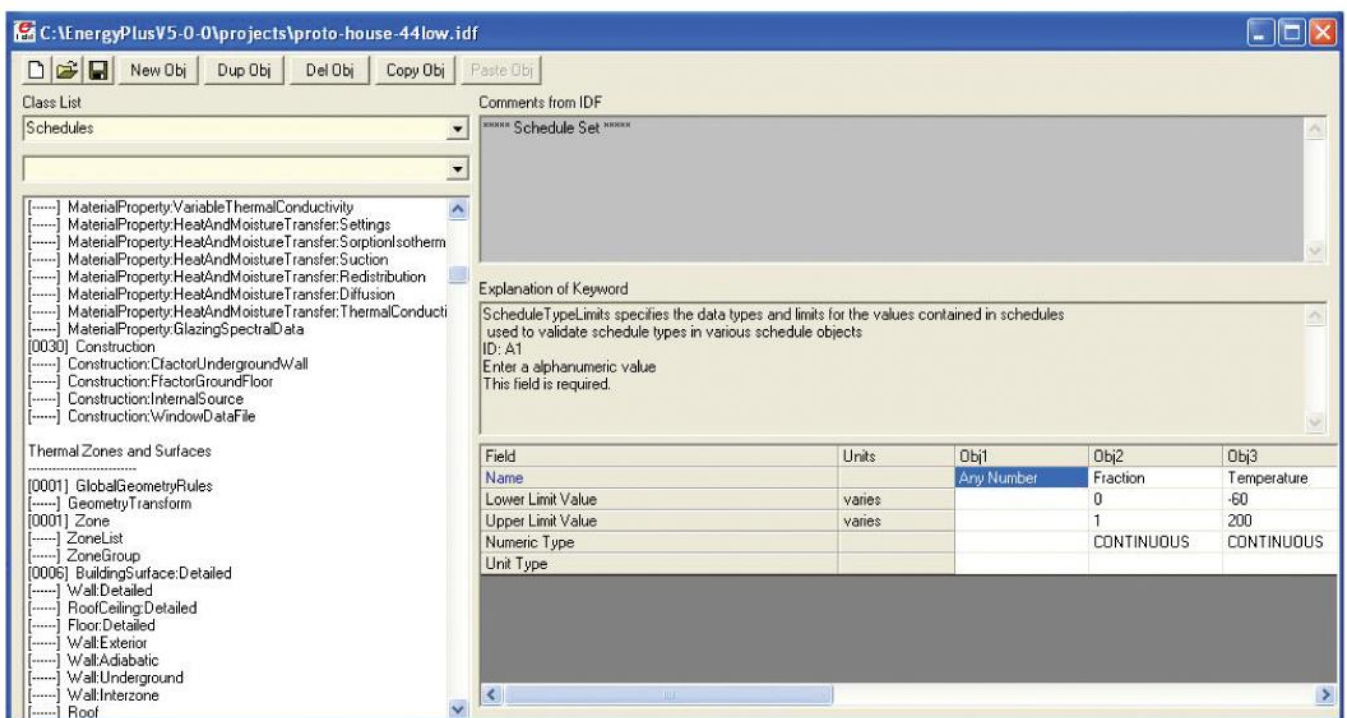 C:\EnergyPlusV5-0-0\projects\proto-house-44low.idf
New Obj Dup Obj Del Obj Copy Obj Paste Obj
Class List
Schedules
[------] MaterialProperty:VariableThermalConductivity
[------] MaterialProperty:HeatAndMoistureTransfer:Settings
[------] MaterialProperty:HeatAndMoistureTransfer:SorptionIsotherm
[------] MaterialProperty:HeatAndMoistureTransfer:Suction
[------] MaterialProperty:HeatAndMoistureTransfer:Redistribution
[------] MaterialProperty:HeatAndMoistureTransfer:Diffusion
[------] MaterialProperty:HeatAndMoistureTransfer:ThermalConducti
[------] MaterialProperty:GlazingSpectralData
[0030] Construction
[------] Construction:CfactorUndergroundWall
[------] Construction:FfactorGroundFloor
[------] Construction:InternalSource
[------] Construction:WindowDataFile
Thermal Zones and Surfaces
---------------------------
[0001] GlobalGeometryRules
[------] GeometryTransform
[0001] Zone
[------] ZoneList
[------] ZoneGroup
[0006] BuildingSurface:Detailed
[------] Wall:Detailed
[------] RoofCeiling:Detailed
[------] Floor:Detailed
[------] Wall:Exterior
[------] Wall:Adiabatic
[------] Wall:Underground
[------] Wall:Interzone
[------] Roof
Comments from IDF
***** Schedule Set *****
Explanation of Keyword
ScheduleTypeLimits specifies the data types and limits for the values contained in schedules
used to validate schedule types in various schedule objects
ID: A1
Enter a alphanumeric value
This field is required.
Field Units Obj1 Obj2 Obj3
Name Any Number Fraction Temperature
Lower Limit Value varies 0 -60
Upper Limit Value varies 1 200
Numeric Type CONTINUOUS CONTINUOUS
Unit Type